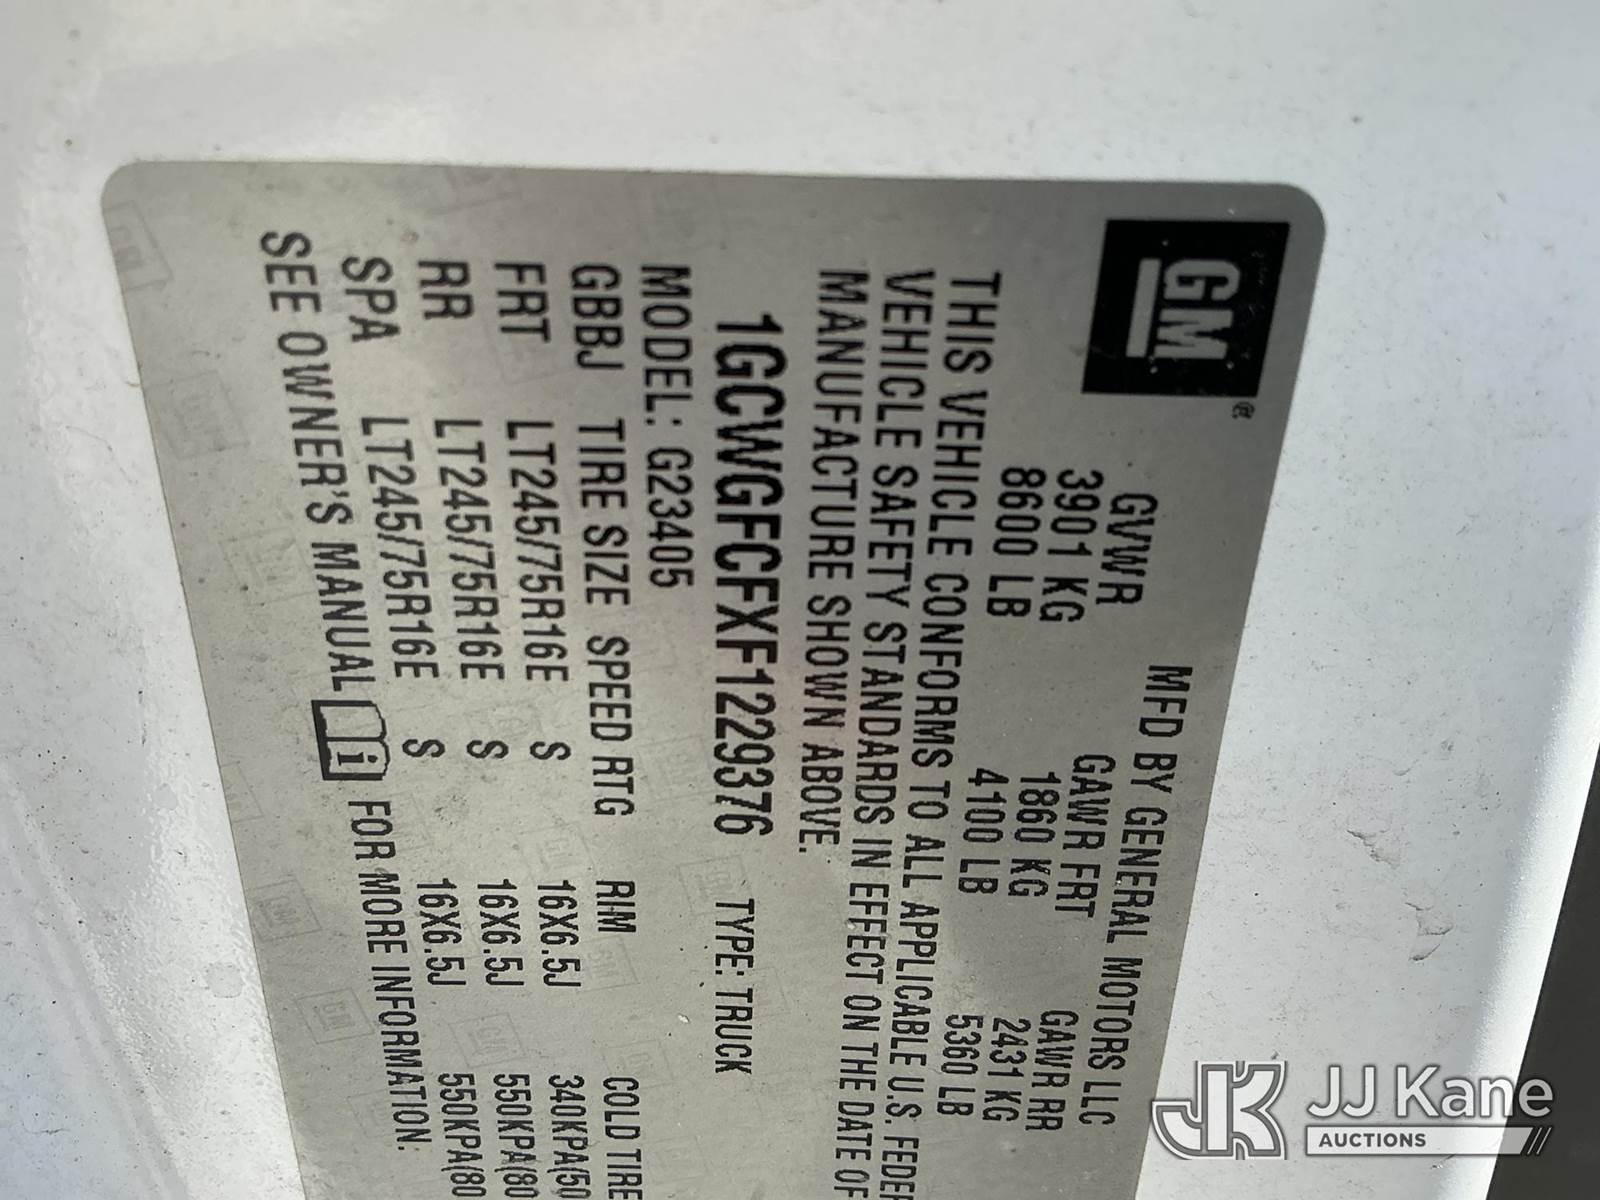 GM®
MFD BY GENERAL MOTORS LLC
GVWR GAWR FRT GAWR RR
3901 KG 1860 KG 2431 KG
8600 LB 4100 LB 5360 LB
THIS VEHICLE CONFORMS TO ALL APPLICABLE U.S. FEDER
VEHICLE SAFETY STANDARDS IN EFFECT ON THE DATE OF
MANUFACTURE SHOWN ABOVE.
1GCWGFCFXF1229376 TYPE: TRUCK
MODEL: G23405
GBBJ TIRE SIZE SPEED RTG RIM COLD TIRE
FRT LT245/75R16E S 16X6.5J 340KPA(50
RR LT245/75R16E S 16X6.5J 550KPA(80
SPA LT245/75R16E S 16X6.5J 550KPA(80
SEE OWNER'S MANUAL i FOR MORE INFORMATION.
JK JJ Kane
AUCTIONS